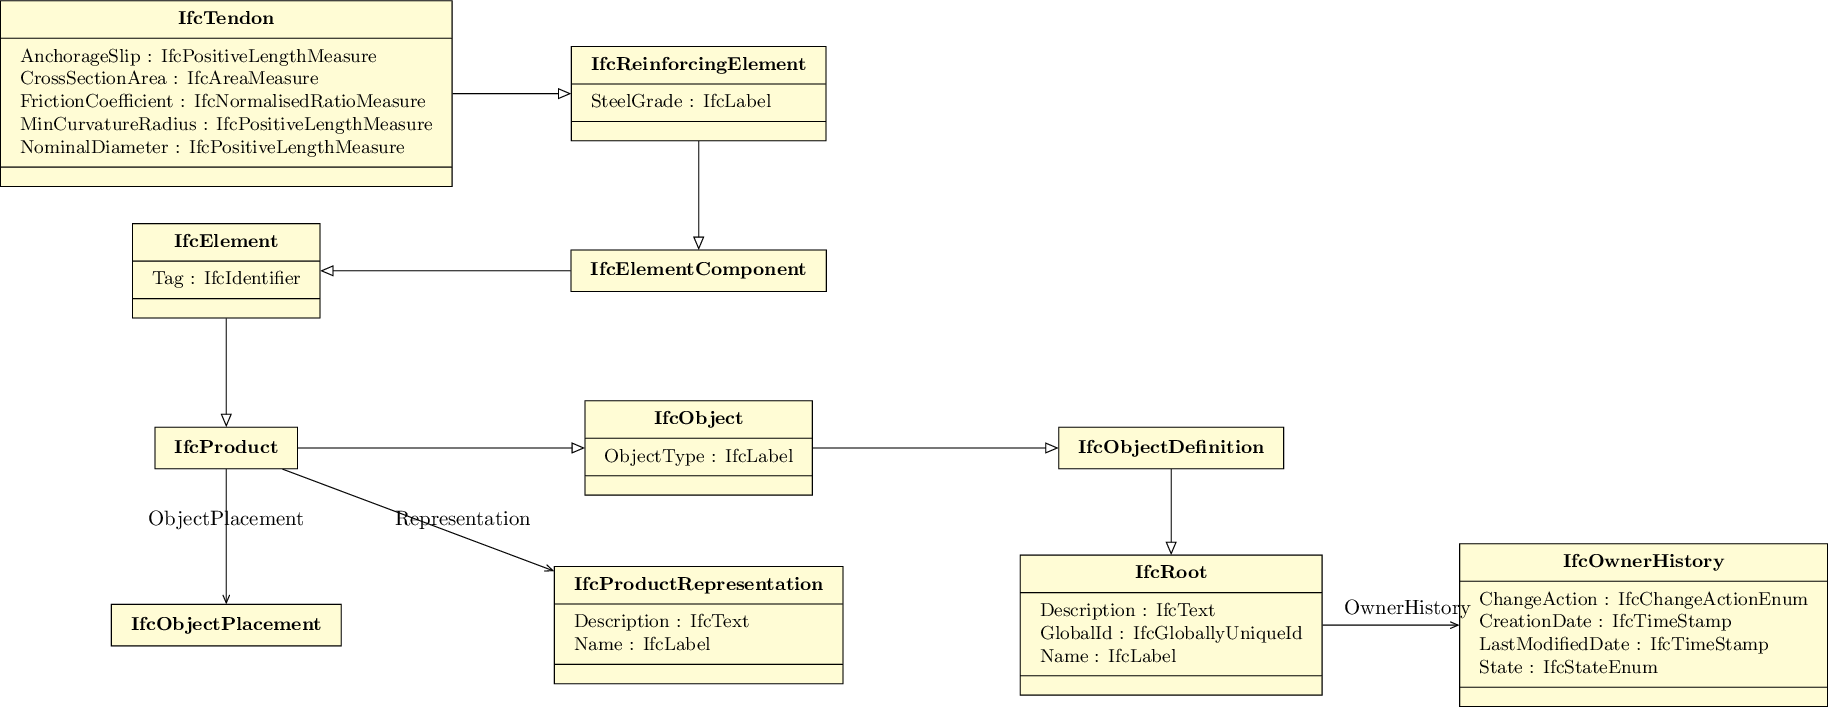 IfcTendon
AnchorageSlip : IfcPositiveLengthMeasure
CrossSectionArea : IfcAreaMeasure
FrictionCoefficient : IfcNormalisedRatioMeasure
MinCurvatureRadius : IfcPositiveLengthMeasure
NominalDiameter : IfcPositiveLengthMeasure
IfcReinforcingElement
SteelGrade : IfcLabel
IfcElement
Tag : IfcIdentifier
IfcElementComponent
IfcProduct
IfcObject
ObjectType : IfcLabel
IfcObjectDefinition
ObjectPlacement
Representation
IfcObjectPlacement
IfcProductRepresentation
Description : IfcText
Name : IfcLabel
IfcRoot
Description : IfcText
GlobalId : IfcGloballyUniqueId
Name : IfcLabel
OwnerHistory
IfcOwnerHistory
ChangeAction : IfcChangeActionEnum
CreationDate : IfcTimeStamp
LastModifiedDate : IfcTimeStamp
State : IfcStateEnum